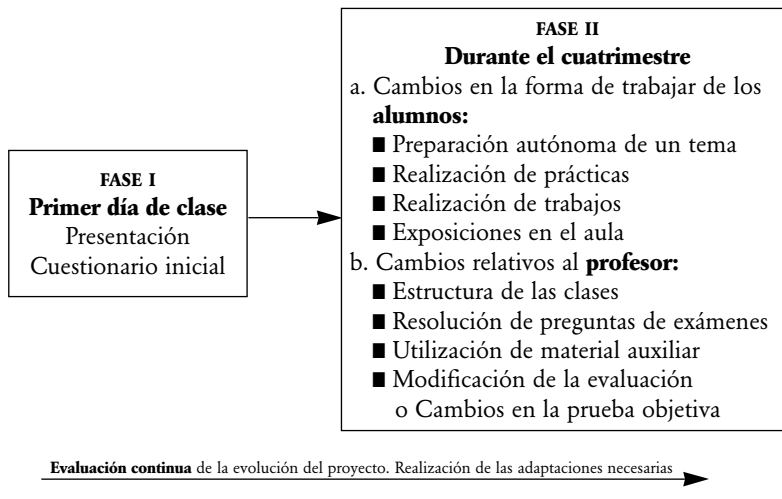 FASE I
Primer día de clase
Presentación
Cuestionario inicial
FASE II
Durante el cuatrimestre
a. Cambios en la forma de trabajar de los
alumnos:
■ Preparación autónoma de un tema
■ Realización de prácticas
■ Realización de trabajos
■ Exposiciones en el aula
b. Cambios relativos al profesor:
■ Estructura de las clases
■ Resolución de preguntas de exámenes
■ Utilización de material auxiliar
■ Modificación de la evaluación
o Cambios en la prueba objetiva
Evaluación continua de la evolución del proyecto. Realización de las adaptaciones necesarias